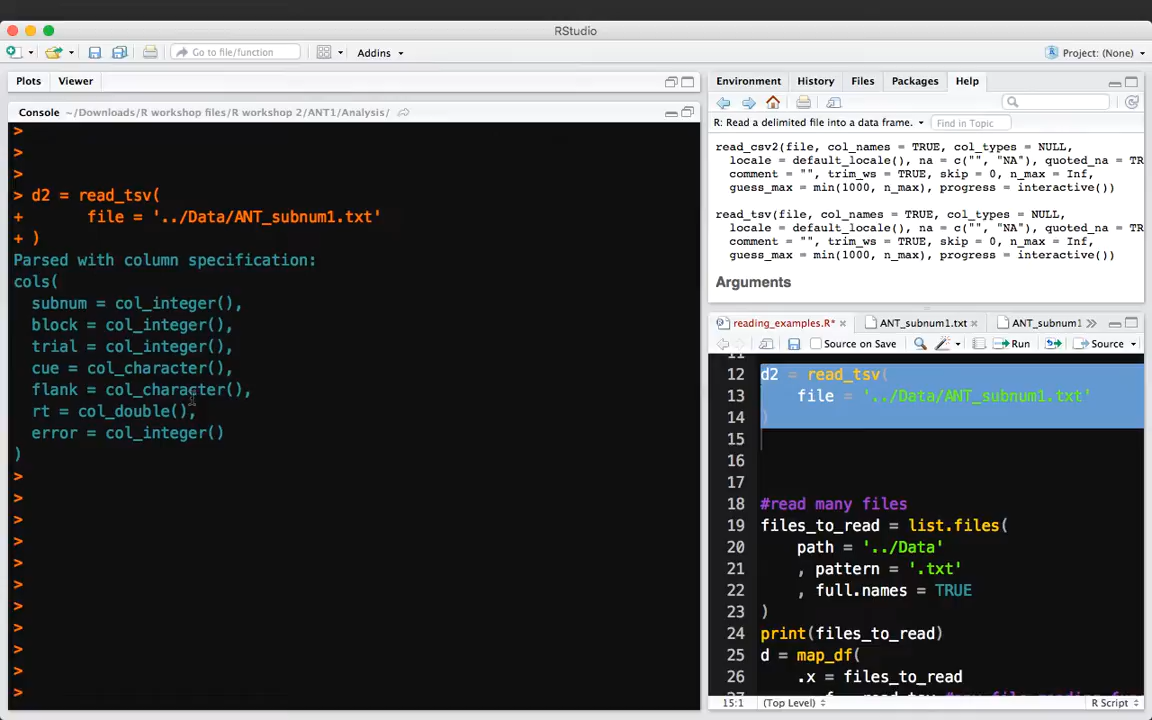 RStudio
Go to file/function
Addins
Project: (None)
Plots Viewer
Console ~/Downloads/R workshop files/R workshop 2/ANT1/Analysis/
>
>
>
> d2 = read_tsv(
+ file = '../Data/ANT_subnum1.txt'
+ )
Parsed with column specification:
cols(
subnum = col_integer(),
block = col_integer(),
trial = col_integer(),
cue = col_character(),
flank = col_character(),
rt = col_double(),
error = col_integer()
)
>
>
>
>
>
>
>
>
>
>
>
Environment History Files Packages Help
R: Read a delimited file into a data frame. Find in Topic
read_csv2(file, col_names = TRUE, col_types = NULL,
locale = default_locale(), na = c("", "NA"), quoted_na = TR
comment = "", trim_ws = TRUE, skip = 0, n_max = Inf,
guess_max = min(1000, n_max), progress = interactive())
read_tsv(file, col_names = TRUE, col_types = NULL,
locale = default_locale(), na = c("", "NA"), quoted_na = TR
comment = "", trim_ws = TRUE, skip = 0, n_max = Inf,
guess_max = min(1000, n_max), progress = interactive())
Arguments
reading_examples.R* ANT_subnum1.txt ANT_subnum1
Source on Save Run Source
11
12 d2 = read_tsv(
13 file = '../Data/ANT_subnum1.txt'
14 )
15
16
17
18 #read many files
19 files_to_read = list.files(
20 path = '../Data'
21 , pattern = '.txt'
22 , full.names = TRUE
23 )
24 print(files_to_read)
25 d = map_df(
26 .x = files_to_read
15:1 (Top Level) R Script